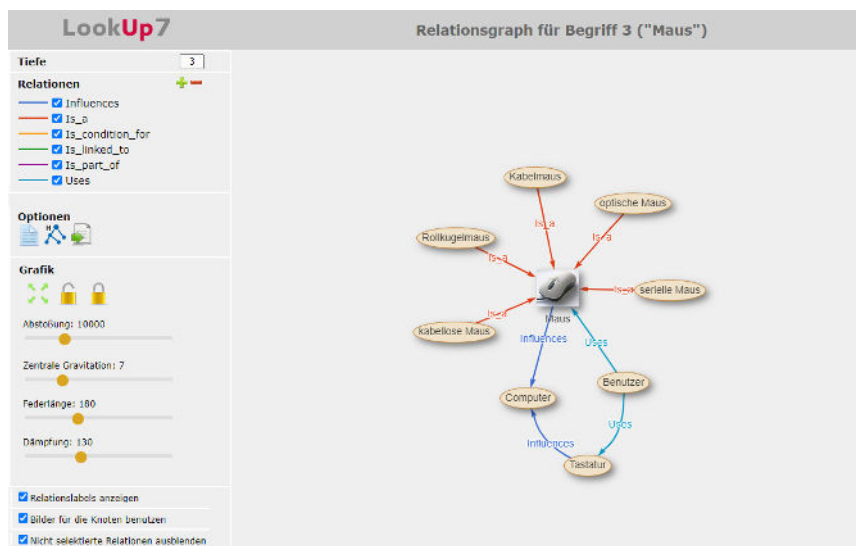 LookUp7
Relationsgraph für Begriff 3 ("Maus")
Tiefe 3
Relationen
Influences
Is_a
Is_condition_for
Is_linked_to
Is_part_of
Uses
Optionen
Grafik
Abstoßung: 10000
Zentrale Gravitation: 7
Federlänge: 180
Dämpfung: 130
Relationslabels anzeigen
Bilder für die Knoten benutzen
Nicht selektierte Relationen ausblenden
Kabelmaus
optische Maus
Is_a
Is_a
Rollkugelmaus
Is_a
Is_a
serielle Maus
Is_a
kabellose Maus
Maus
Influences
Uses
Benutzer
Computer
Uses
Influences
Tastatur